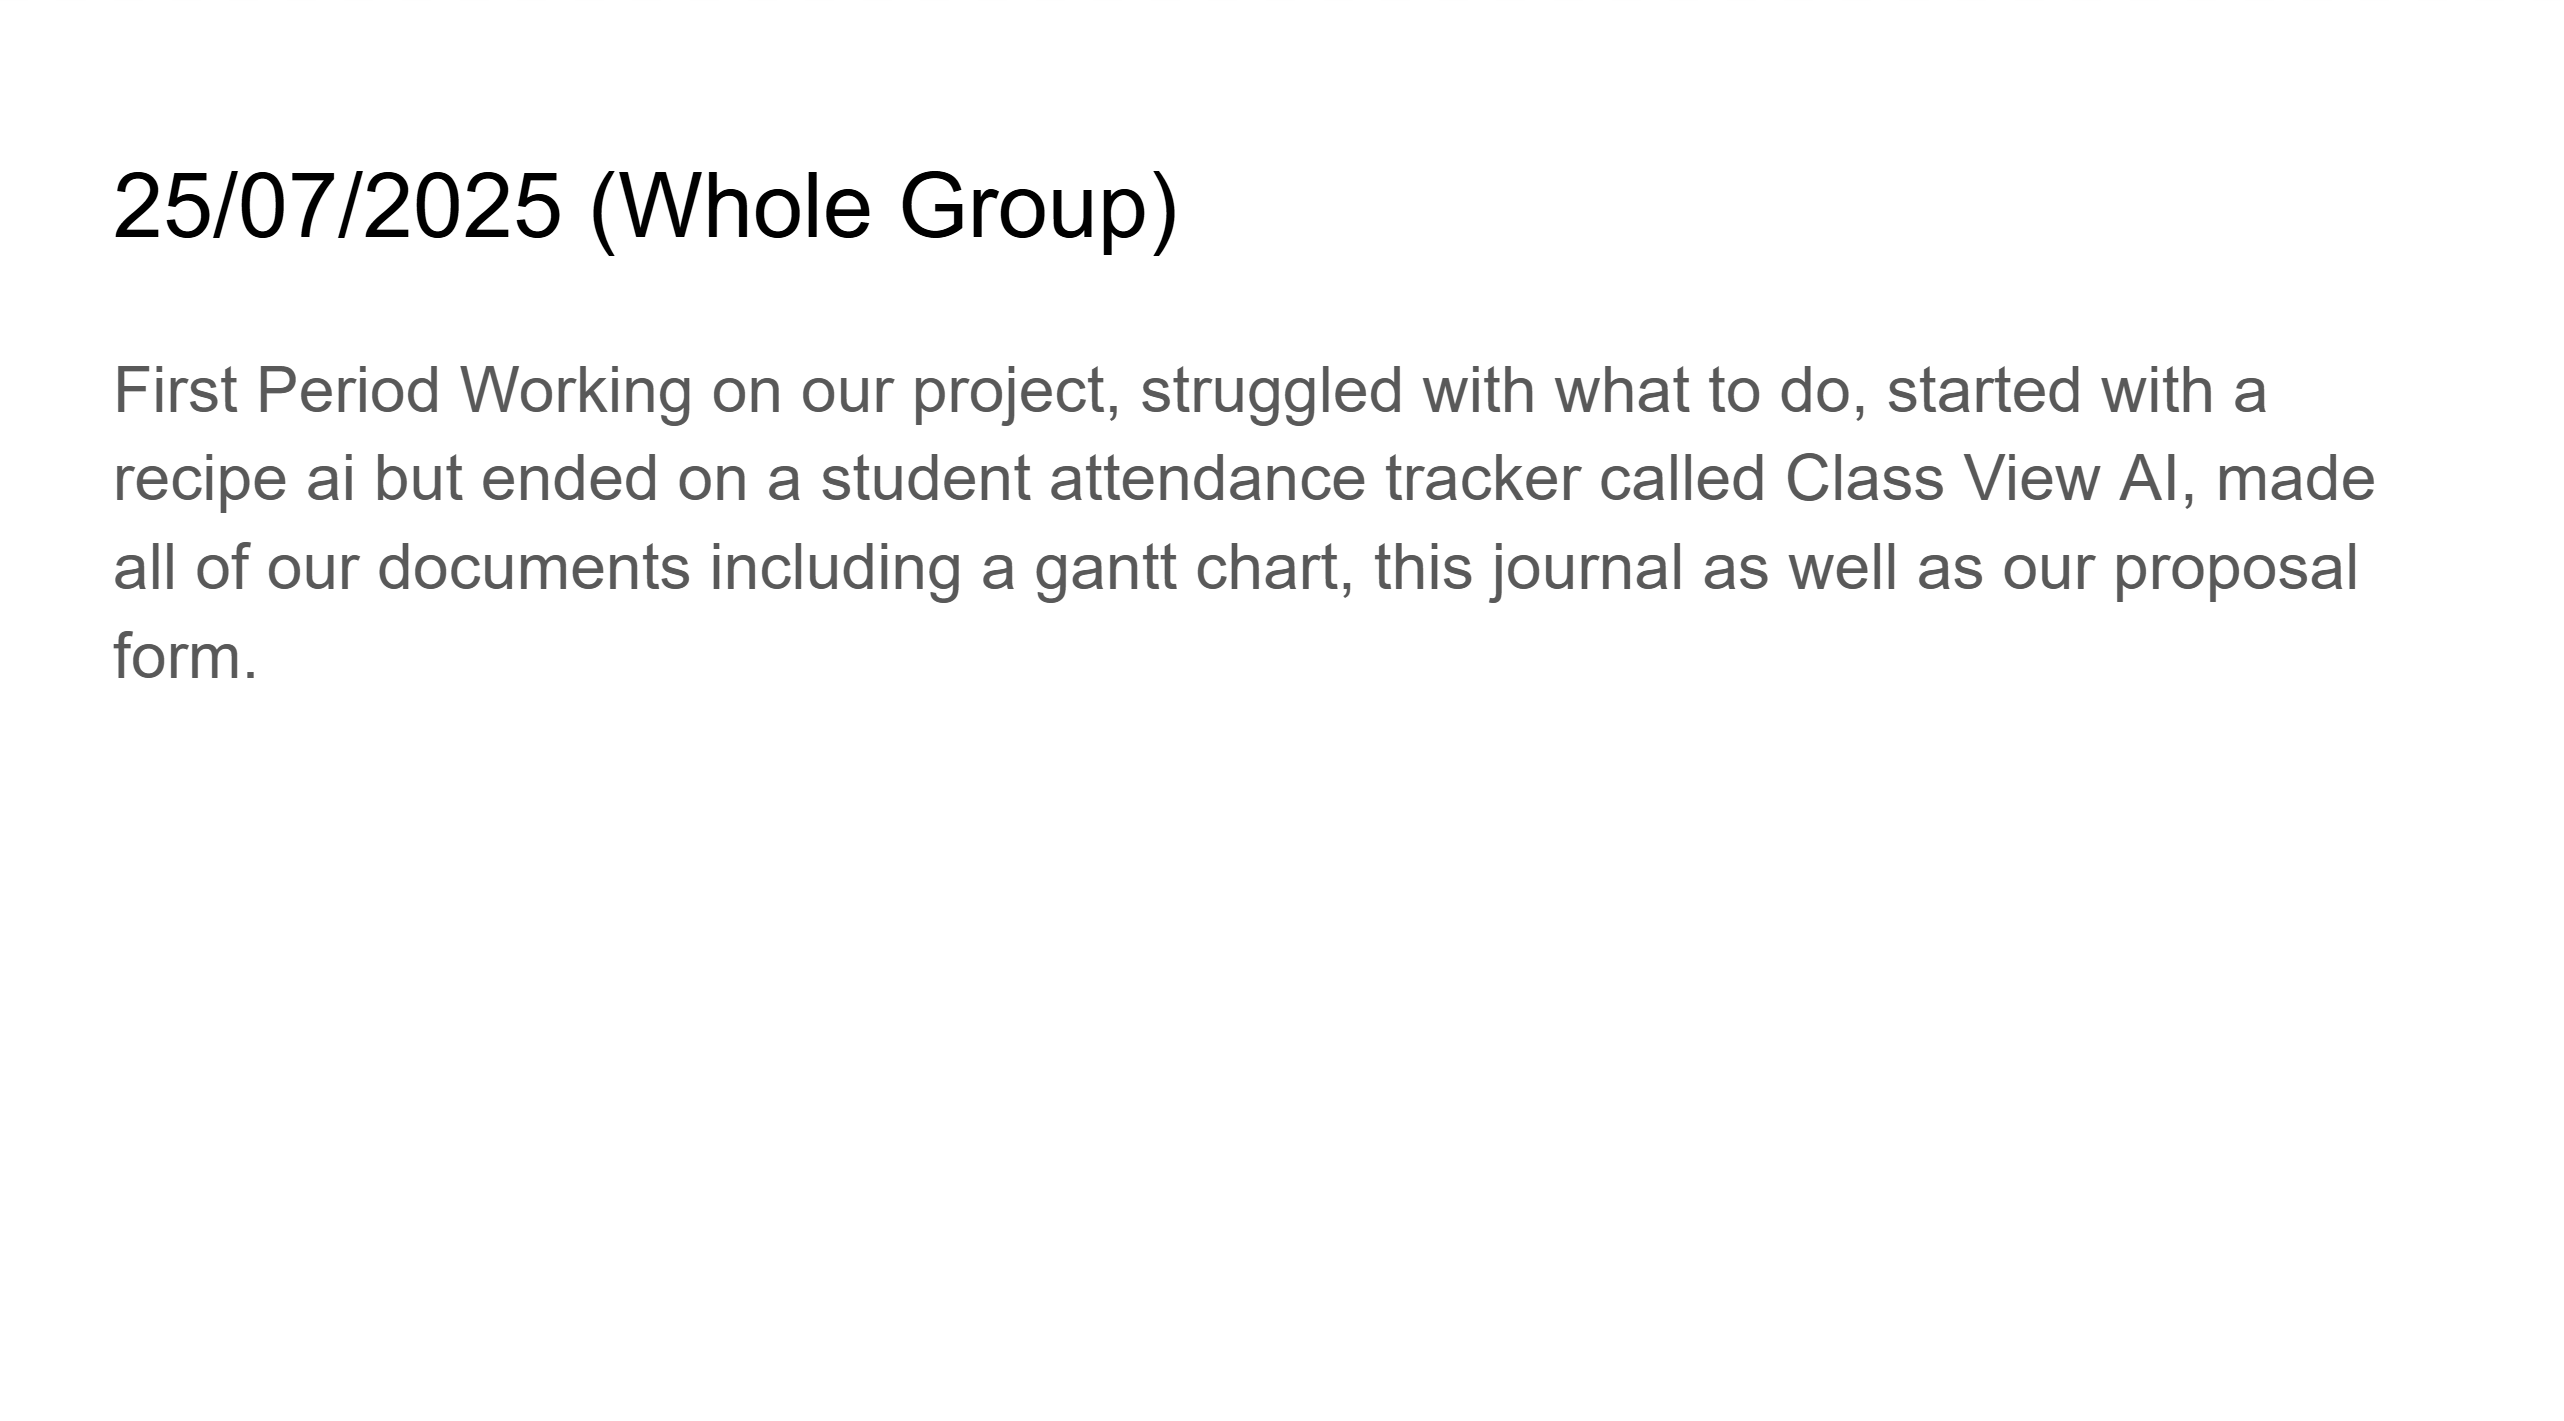 25/07/2025 (Whole Group)
First Period Working on our project, struggled with what to do, started with a
recipe ai but ended on a student attendance tracker called Class View AI, made
all of our documents including a gantt chart, this journal as well as our proposal
form.